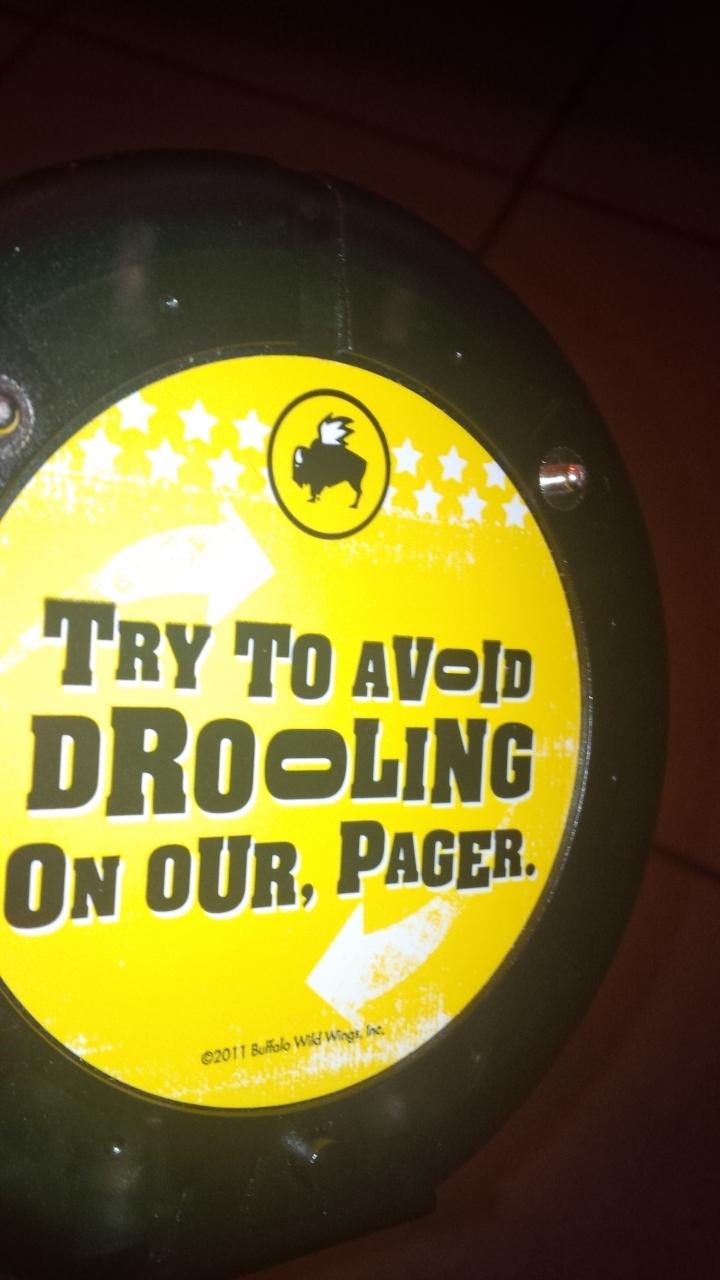 TRY TO AVOID
DROOLING
ON OUR, PAGER.
©2011 Buffalo Wild Wings, Inc.